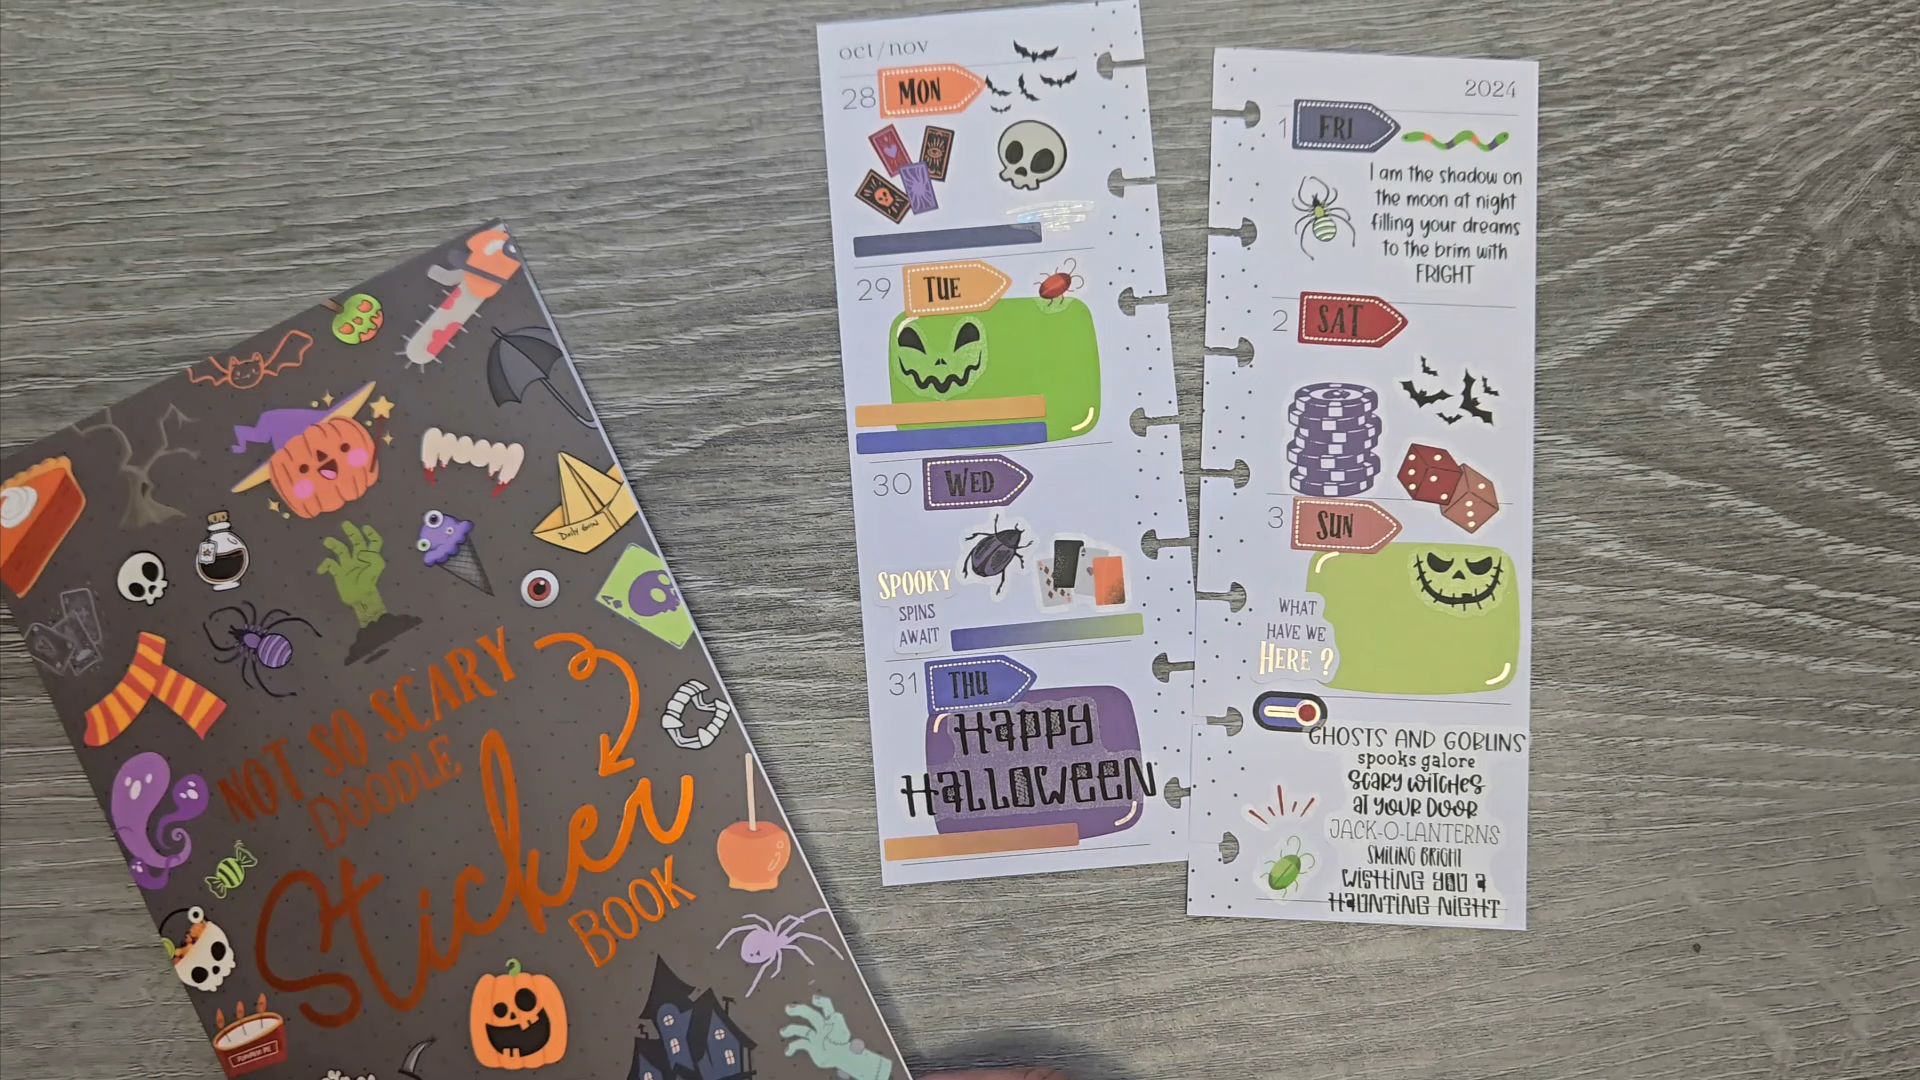 NOT SO SCARY
DOODLE
Sticker
BOOK
oct/nov
28 MON
29 TUE
30 WED
SPOOKY
SPINS
AWAIT
31 THU
Happy
Halloween
2024
1 FRI
I am the shadow on
the moon at night
filling your dreams
to the brim with
FRIGHT
2 SAT
3 SUN
WHAT
HAVE WE
HERE ?
GHOSTS AND GOBLINS
spooks galore
SCARY WITCHES
AT YOUR DOOR
JACK-O-LANTERNS
SMILING BRIGHT
WISHING YOU A
HAUNTING NIGHT